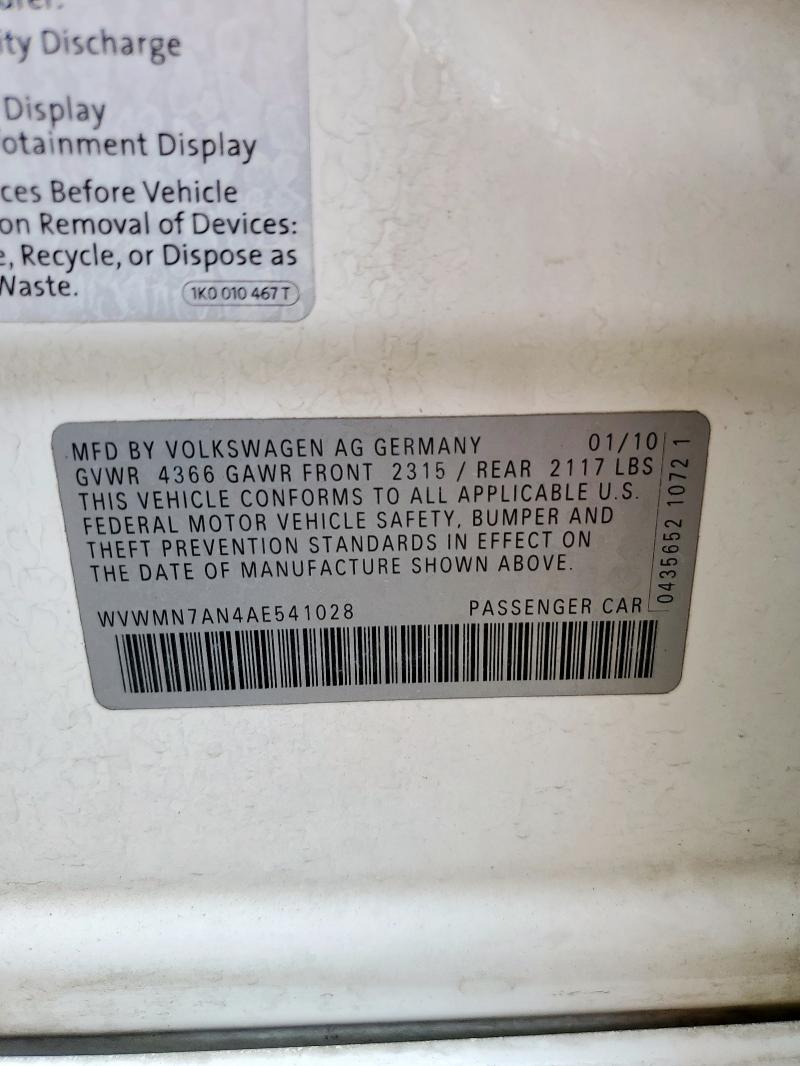 ity Discharge
Display
otainment Display
ces Before Vehicle
on Removal of Devices:
e, Recycle, or Dispose as
Waste.
1K0 010 467 T
MFD BY VOLKSWAGEN AG GERMANY 01/10
GVWR 4366 GAWR FRONT 2315 / REAR 2117 LBS
THIS VEHICLE CONFORMS TO ALL APPLICABLE U.S.
FEDERAL MOTOR VEHICLE SAFETY, BUMPER AND
THEFT PREVENTION STANDARDS IN EFFECT ON
THE DATE OF MANUFACTURE SHOWN ABOVE.
WVWMN7AN4AE541028 PASSENGER CAR
0435652 10721